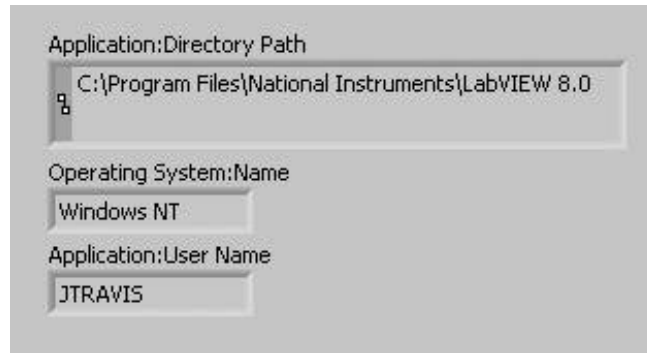 Application:Directory Path
C:\Program Files\National Instruments\LabVIEW 8.0
Operating System:Name
Windows NT
Application:User Name
JTRAVIS